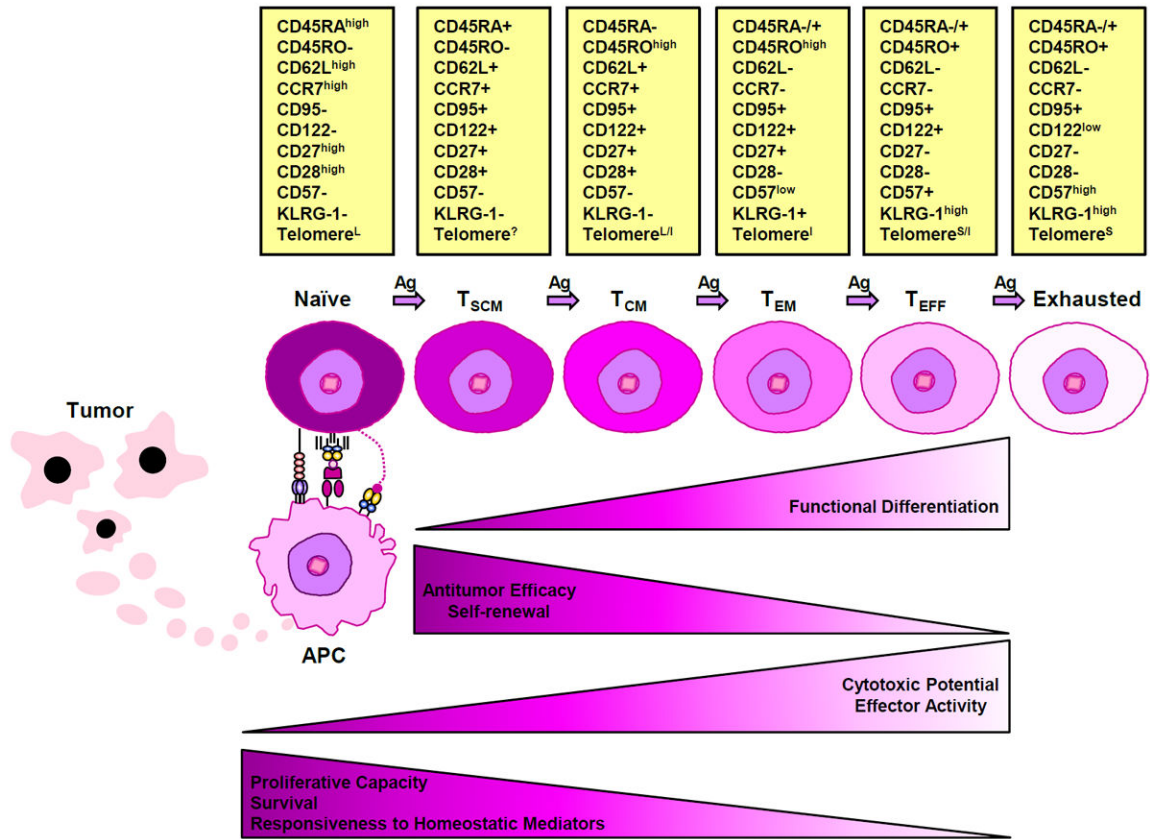 CD45RAhigh
CD45RO-
CD62Lhigh
CCR7high
CD95-
CD122-
CD27high
CD28high
CD57-
KLRG-1-
TelomereL
CD45RA+
CD45RO-
CD62L+
CCR7+
CD95+
CD122+
CD27+
CD28+
CD57-
KLRG-1-
Telomere?
CD45RA-
CD45ROhigh
CD62L+
CCR7+
CD95+
CD122+
CD27+
CD28+
CD57-
KLRG-1-
TelomereL/I
CD45RA-/+
CD45ROhigh
CD62L-
CCR7-
CD95+
CD122+
CD27+
CD28-
CD57low
KLRG-1+
TelomereI
CD45RA-/+
CD45RO+
CD62L-
CCR7-
CD95+
CD122+
CD27-
CD28-
CD57+
KLRG-1high
TelomereS/I
CD45RA-/+
CD45RO+
CD62L-
CCR7-
CD95+
CD122low
CD27-
CD28-
CD57high
KLRG-1high
TelomereS
Naïve
Ag
TSCM
Ag
TCM
Ag
TEM
Ag
TEFF
Ag
Exhausted
Tumor
APC
Functional Differentiation
Antitumor Efficacy
Self-renewal
Cytotoxic Potential
Effector Activity
Proliferative Capacity
Survival
Responsiveness to Homeostatic Mediators